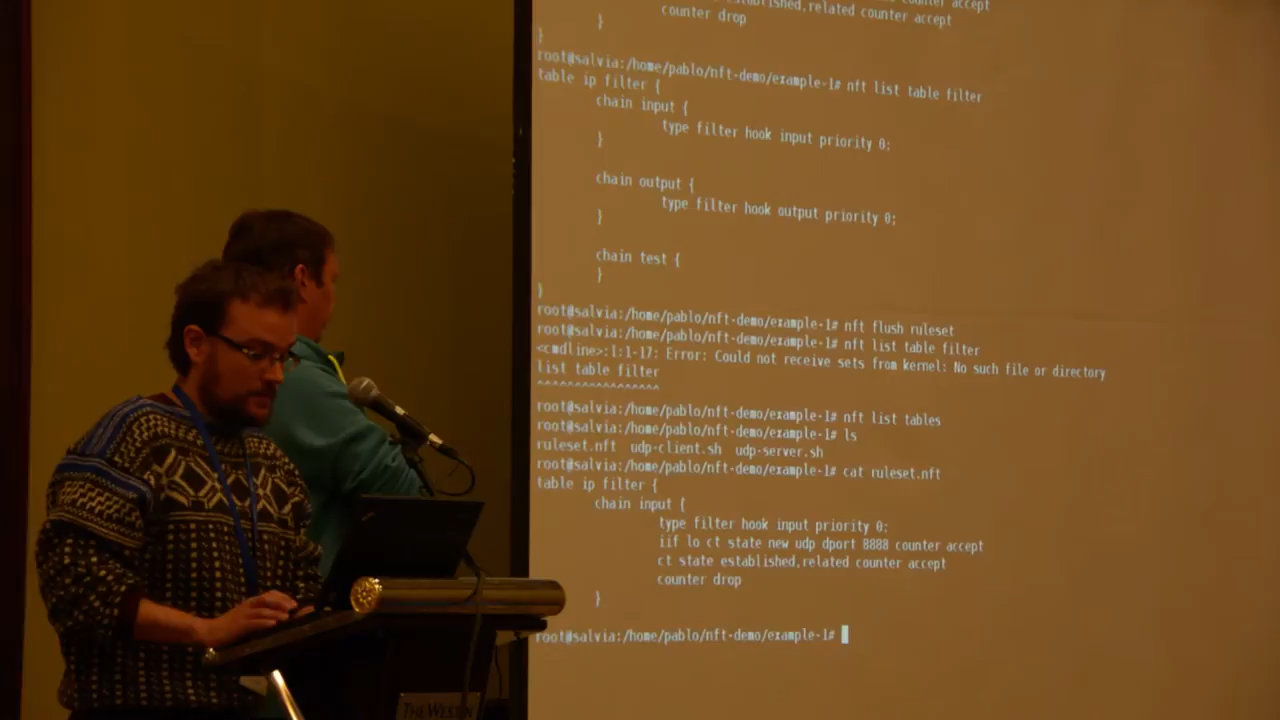 established,related counter accept
counter drop
}
}
root@salvia:/home/pablo/nft-demo/example-1# nft list table filter
table ip filter {
chain input {
type filter hook input priority 0;
}
chain output {
type filter hook output priority 0;
}
chain test {
}
}
root@salvia:/home/pablo/nft-demo/example-1# nft flush ruleset
root@salvia:/home/pablo/nft-demo/example-1# nft list table filter
<cmdline>:1:1-17: Error: Could not receive sets from kernel: No such file or directory
list table filter
^^^^^^^^^^^^^^^^^
root@salvia:/home/pablo/nft-demo/example-1# nft list tables
root@salvia:/home/pablo/nft-demo/example-1# ls
ruleset.nft udp-client.sh udp-server.sh
root@salvia:/home/pablo/nft-demo/example-1# cat ruleset.nft
table ip filter {
chain input {
type filter hook input priority 0;
iif lo ct state new udp dport 8888 counter accept
ct state established,related counter accept
counter drop
}
root@salvia:/home/pablo/nft-demo/example-1#
THE WESTIN